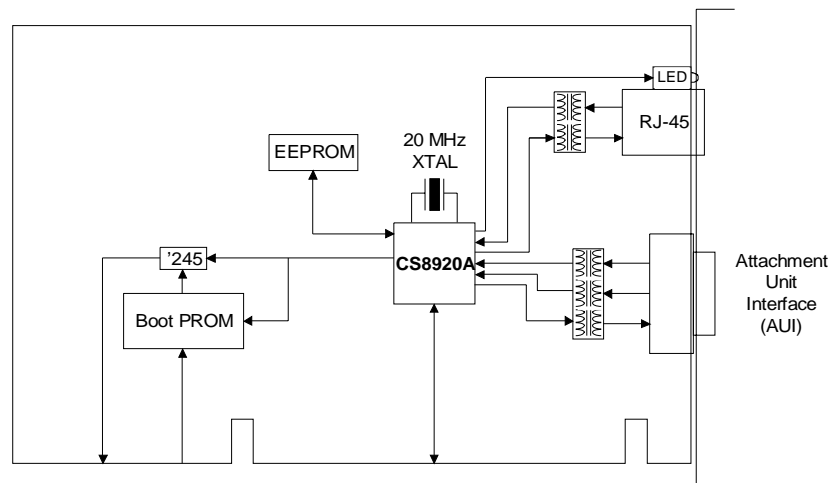 LED
RJ-45
20 MHz
XTAL
EEPROM
CS8920A
'245
Boot PROM
Attachment
Unit
Interface
(AUI)